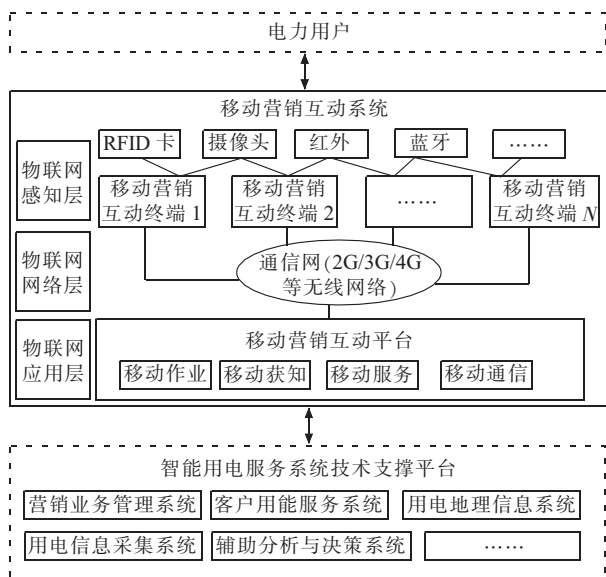 电力用户
移动营销互动系统
物联网
感知层
RFID 卡
摄像头
红外
蓝牙
……
移动营销
互动终端 1
移动营销
互动终端 2
……
移动营销
互动终端 N
物联网
网络层
通信网(2G/3G/4G
等无线网络)
物联网
应用层
移动营销互动平台
移动作业
移动获知
移动服务
移动通信
智能用电服务系统技术支撑平台
营销业务管理系统
客户用能服务系统
用电地理信息系统
用电信息采集系统
辅助分析与决策系统
……